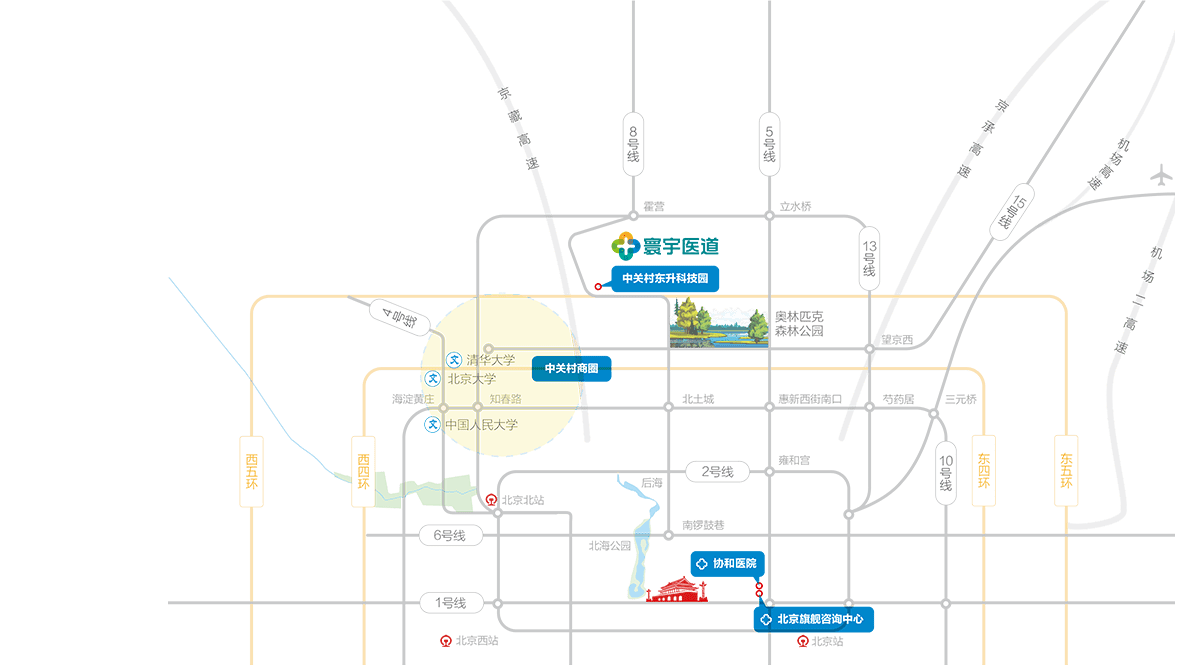 京藏高速
8号线
5号线
京承高速
机场高速
15号线
霍营
立水桥
寰宇医道
13号线
机场二高速
中关村东升科技园
4号线
奥林匹克
森林公园
望京西
清华大学
中关村商圈
北京大学
海淀黄庄
知春路
北土城
惠新西街南口
芍药居
三元桥
中国人民大学
西五环
西四环
2号线
雍和宫
10号线
东四环
东五环
后海
北京北站
南锣鼓巷
6号线
北海公园
协和医院
1号线
北京旗舰咨询中心
北京西站
北京站
文
文
文